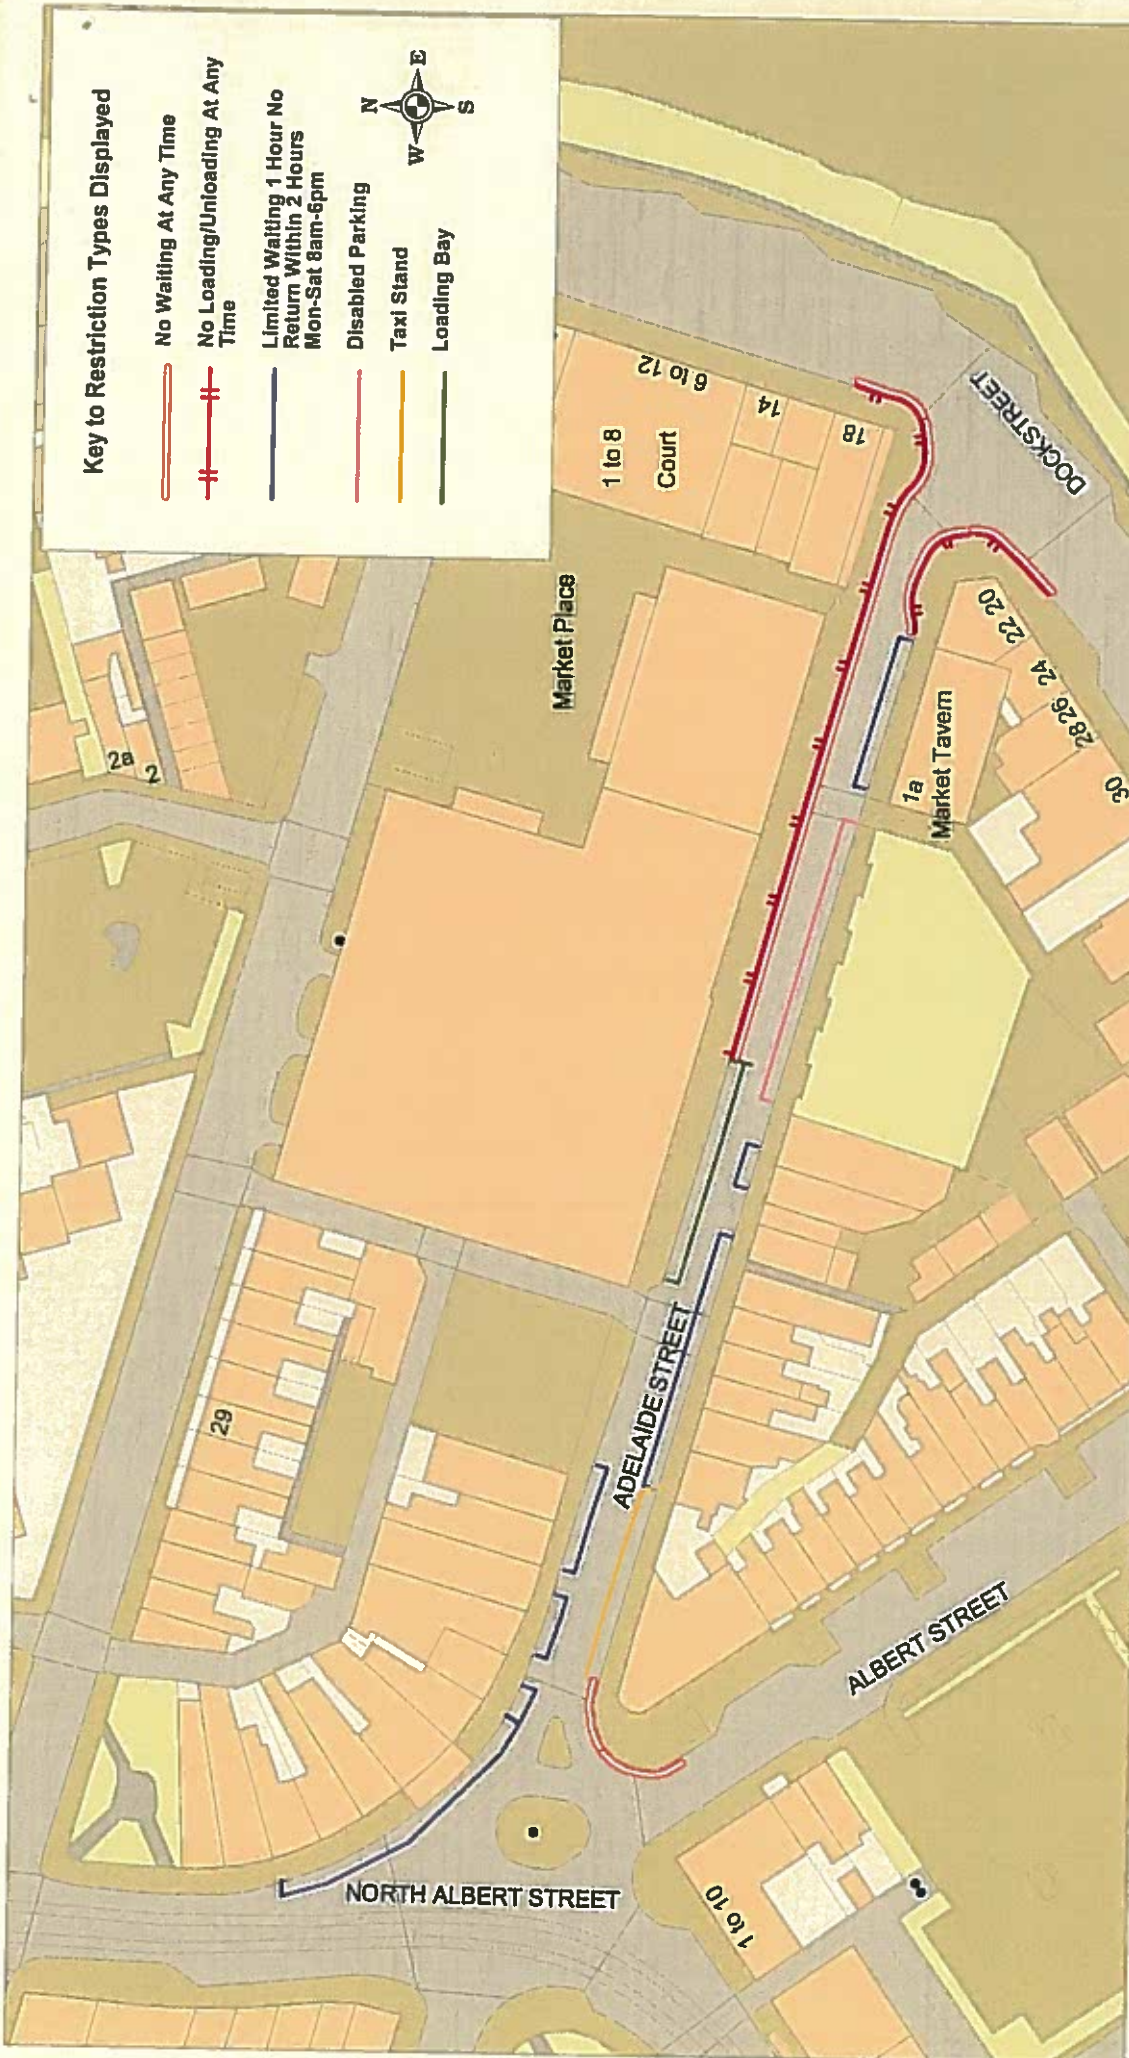 Key to Restriction Types Displayed
No Waiting At Any Time
No Loading/Unloading At Any
Time
Limited Waiting 1 Hour No
Return Within 2 Hours
Mon-Sat 8am-6pm
Disabled Parking
Taxi Stand
Loading Bay
N
W
E
S
2a
2
29
Market Place
1 to 8
Court
6 to 12
14
18
DOCKSTREET
22 20
24
28 26
30
1a
Market Tavern
ADELAIDE STREET
ALBERT STREET
NORTH ALBERT STREET
1 to 10